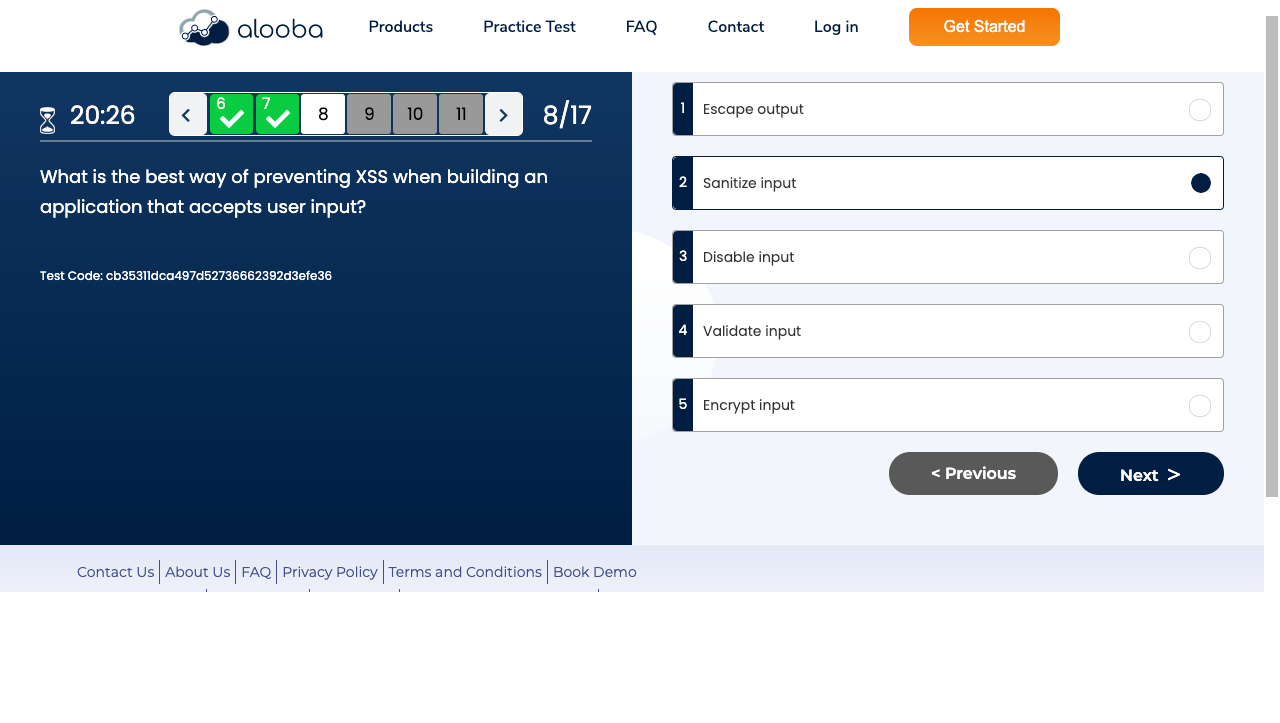 alooba Products Practice Test FAQ Contact Log in Get Started
20:26 6 7 8 9 10 11 8/17
What is the best way of preventing XSS when building an
application that accepts user input?
Test Code: cb35311dca497d52736662392d3efe36
1 Escape output
2 Sanitize input
3 Disable input
4 Validate input
5 Encrypt input
< Previous Next >
Contact Us About Us FAQ Privacy Policy Terms and Conditions Book Demo